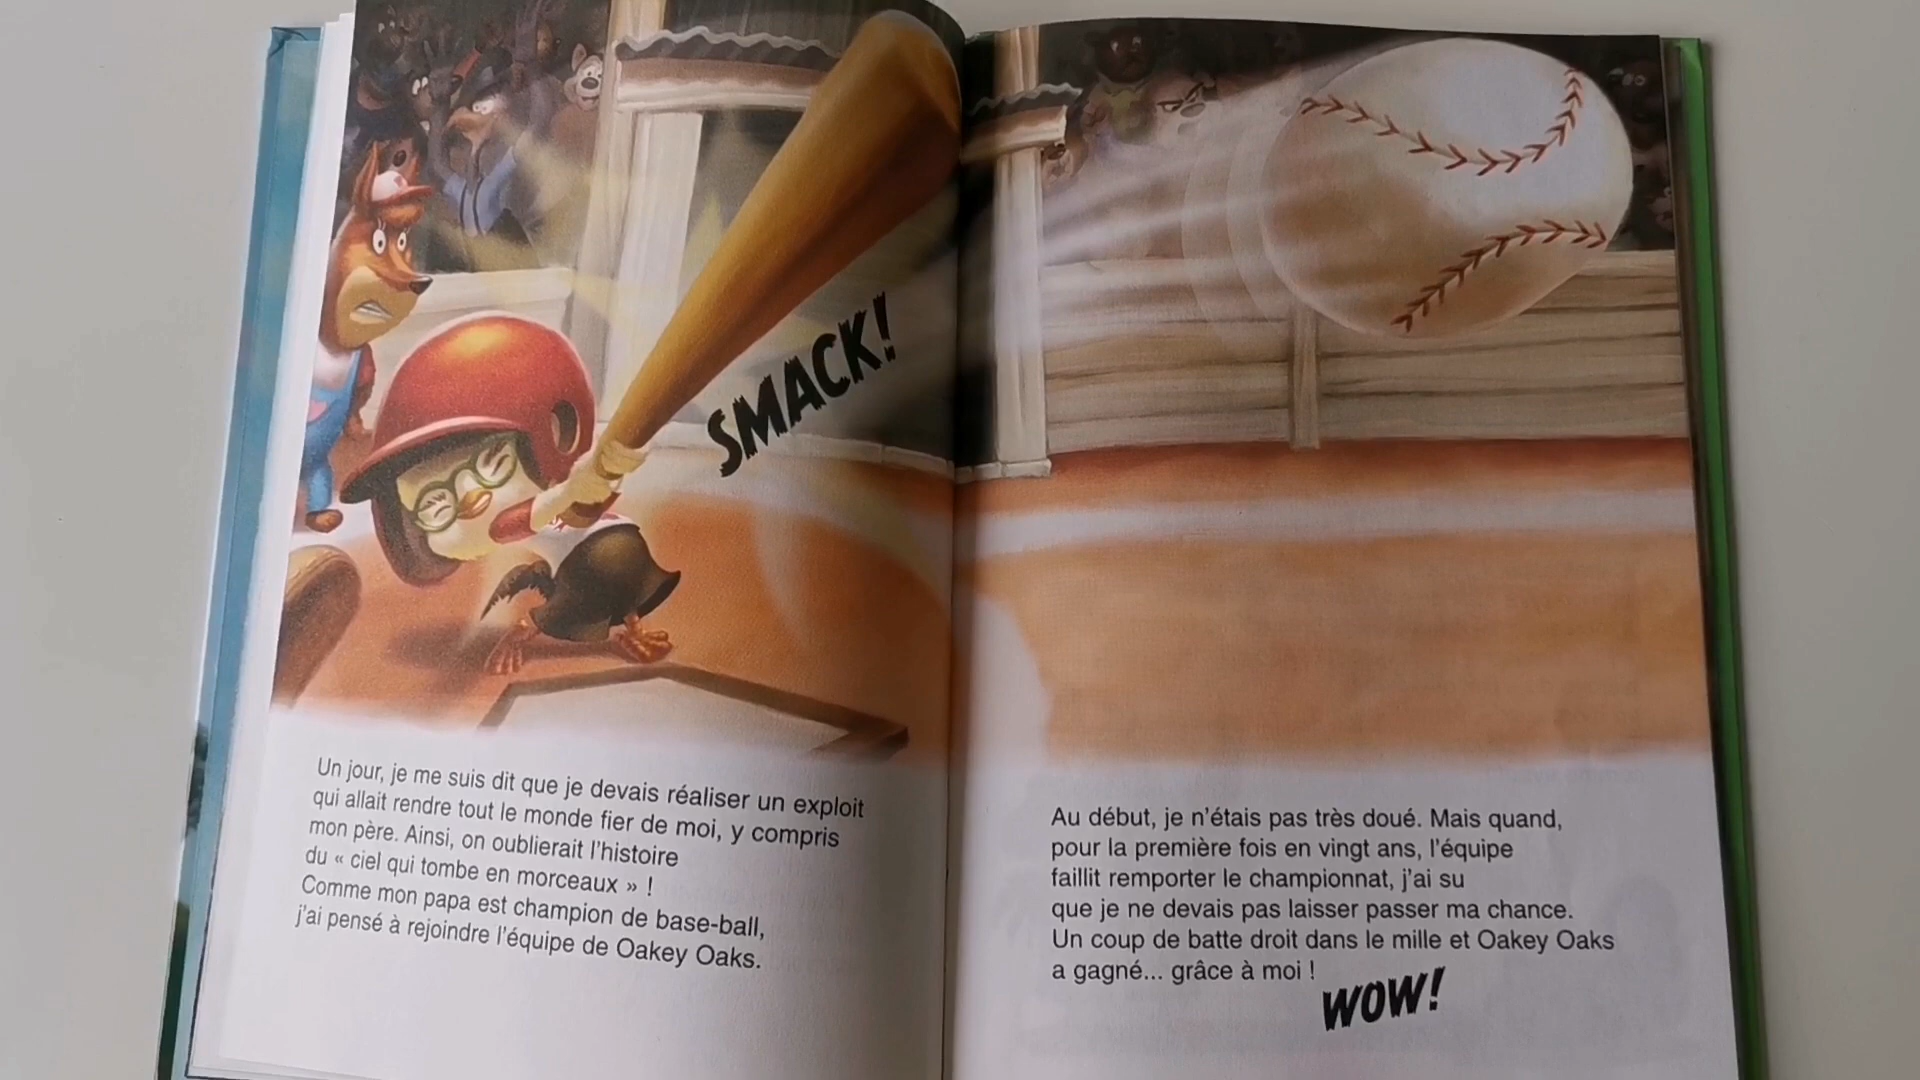 SMACK!
Un jour, je me suis dit que je devais réaliser un exploit
qui allait rendre tout le monde fier de moi, y compris
mon père. Ainsi, on oublierait l'histoire
du « ciel qui tombe en morceaux » !
Comme mon papa est champion de base-ball,
j'ai pensé à rejoindre l'équipe de Oakey Oaks.
Au début, je n'étais pas très doué. Mais quand,
pour la première fois en vingt ans, l'équipe
faillit remporter le championnat, j'ai su
que je ne devais pas laisser passer ma chance.
Un coup de batte droit dans le mille et Oakey Oaks
a gagné... grâce à moi !
WOW!